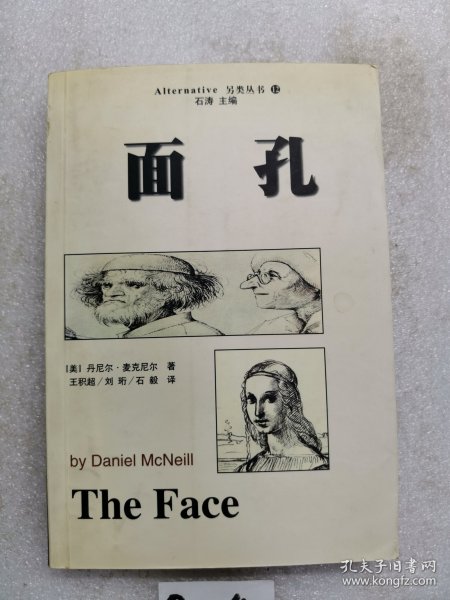 Alternative 另类丛书 12
石涛 主编
面 孔
[美] 丹尼尔·麦克尼尔 著
王积超/刘 珩/石 毅 译
by Daniel McNeill
The Face
孔夫子旧书网
www.kongfz.com